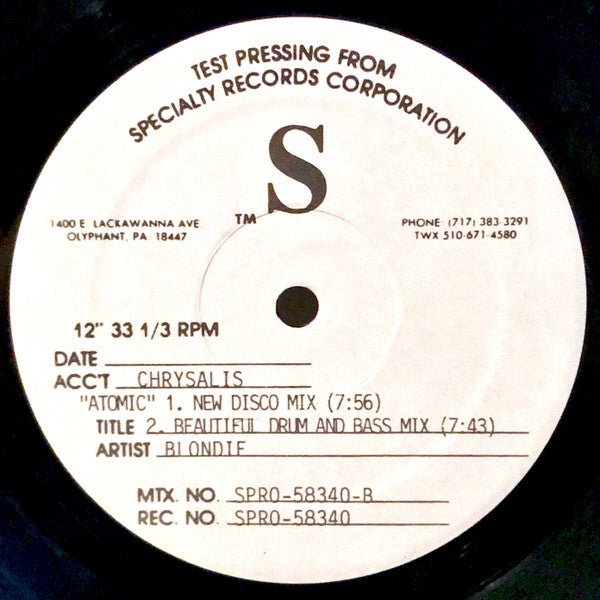 TEST PRESSING FROM
SPECIALTY RECORDS CORPORATION
S
TM
1400 E. LACKAWANNA AVE
OLYPHANT, PA. 18447
PHONE: (717) 383-3291
TWX 510-671-4580
12" 33 1/3 RPM
DATE
ACC'T CHRYSALIS
"ATOMIC" 1. NEW DISCO MIX (7:56)
TITLE 2. BEAUTIFUL DRUM AND BASS MIX (7:43)
ARTIST BLONDIE
MTX. NO. SPRO-58340-B
REC. NO. SPRO-58340